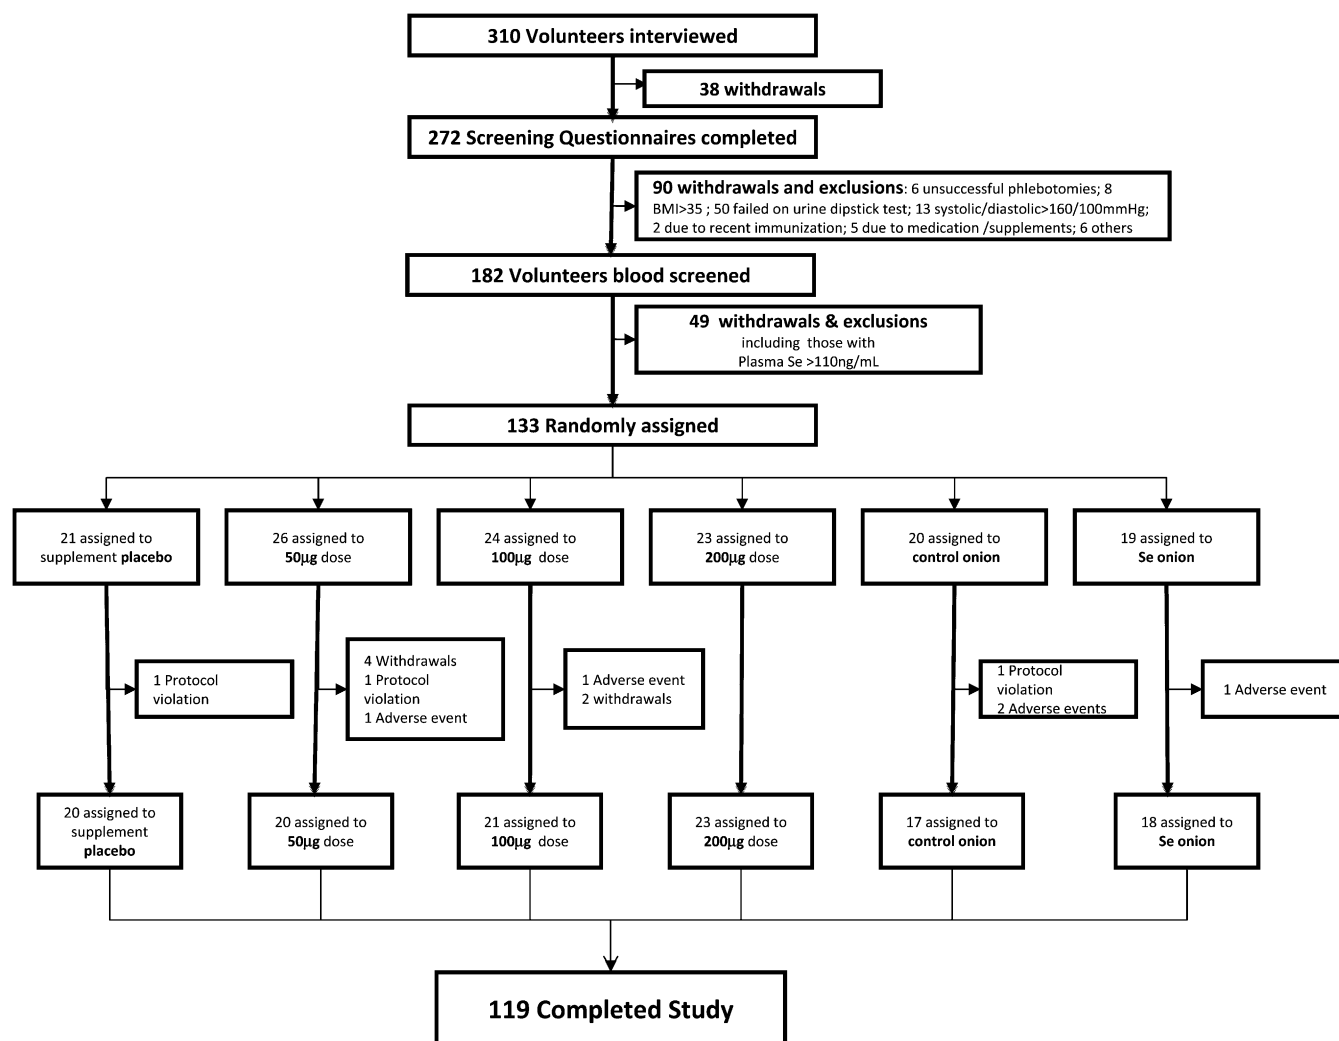 310 Volunteers interviewed
38 withdrawals
272 Screening Questionnaires completed
90 withdrawals and exclusions: 6 unsuccessful phlebotomies; 8
BMI>35 ; 50 failed on urine dipstick test; 13 systolic/diastolic>160/100mmHg;
2 due to recent immunization; 5 due to medication /supplements; 6 others
182 Volunteers blood screened
49 withdrawals & exclusions
including those with
Plasma Se >110ng/mL
133 Randomly assigned
21 assigned to
supplement placebo
26 assigned to
50µg dose
24 assigned to
100µg dose
23 assigned to
200µg dose
20 assigned to
control onion
19 assigned to
Se onion
1 Protocol
violation
4 Withdrawals
1 Protocol
violation
1 Adverse event
1 Adverse event
2 withdrawals
1 Protocol
violation
2 Adverse events
1 Adverse event
20 assigned to
supplement
placebo
20 assigned to
50µg dose
21 assigned to
100µg dose
23 assigned to
200µg dose
17 assigned to
control onion
18 assigned to
Se onion
119 Completed Study